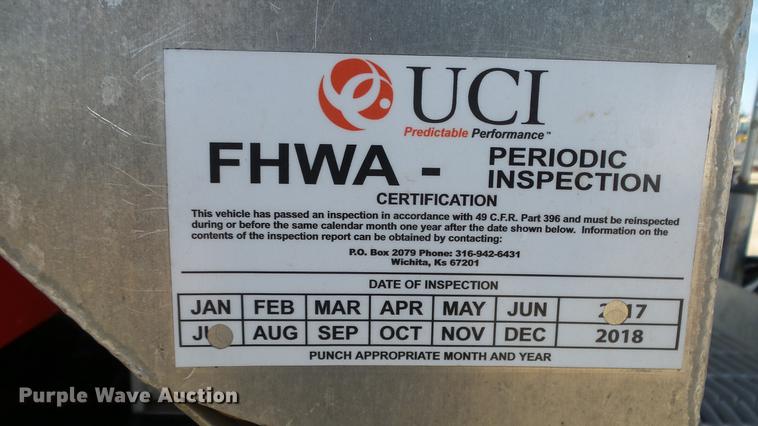 UCI
Predictable Performance™
FHWA - PERIODIC INSPECTION
CERTIFICATION
This vehicle has passed an inspection in accordance with 49 C.F.R. Part 396 and must be reinspected
during or before the same calendar month one year after the date shown below. Information on the
contents of the inspection report can be obtained by contacting:
P.O. Box 2079 Phone: 316-942-6431
Wichita, Ks 67201
DATE OF INSPECTION
JAN FEB MAR APR MAY JUN
AUG SEP OCT NOV DEC 2018
PUNCH APPROPRIATE MONTH AND YEAR
Purple Wave Auction